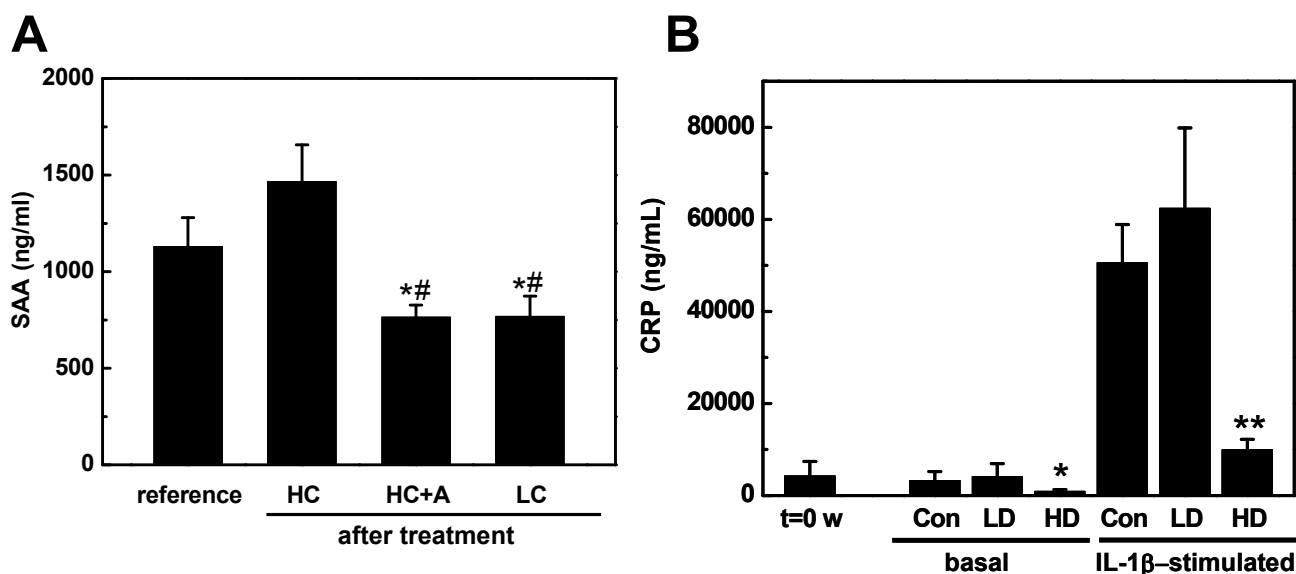 A
SAA (ng/ml)
2000
1500
1000
500
0
*#
*#
reference HC HC+A LC
after treatment
B
CRP (ng/mL)
80000
60000
40000
20000
0
*
**
t=0 w Con LD HD Con LD HD
basal IL-1β–stimulated